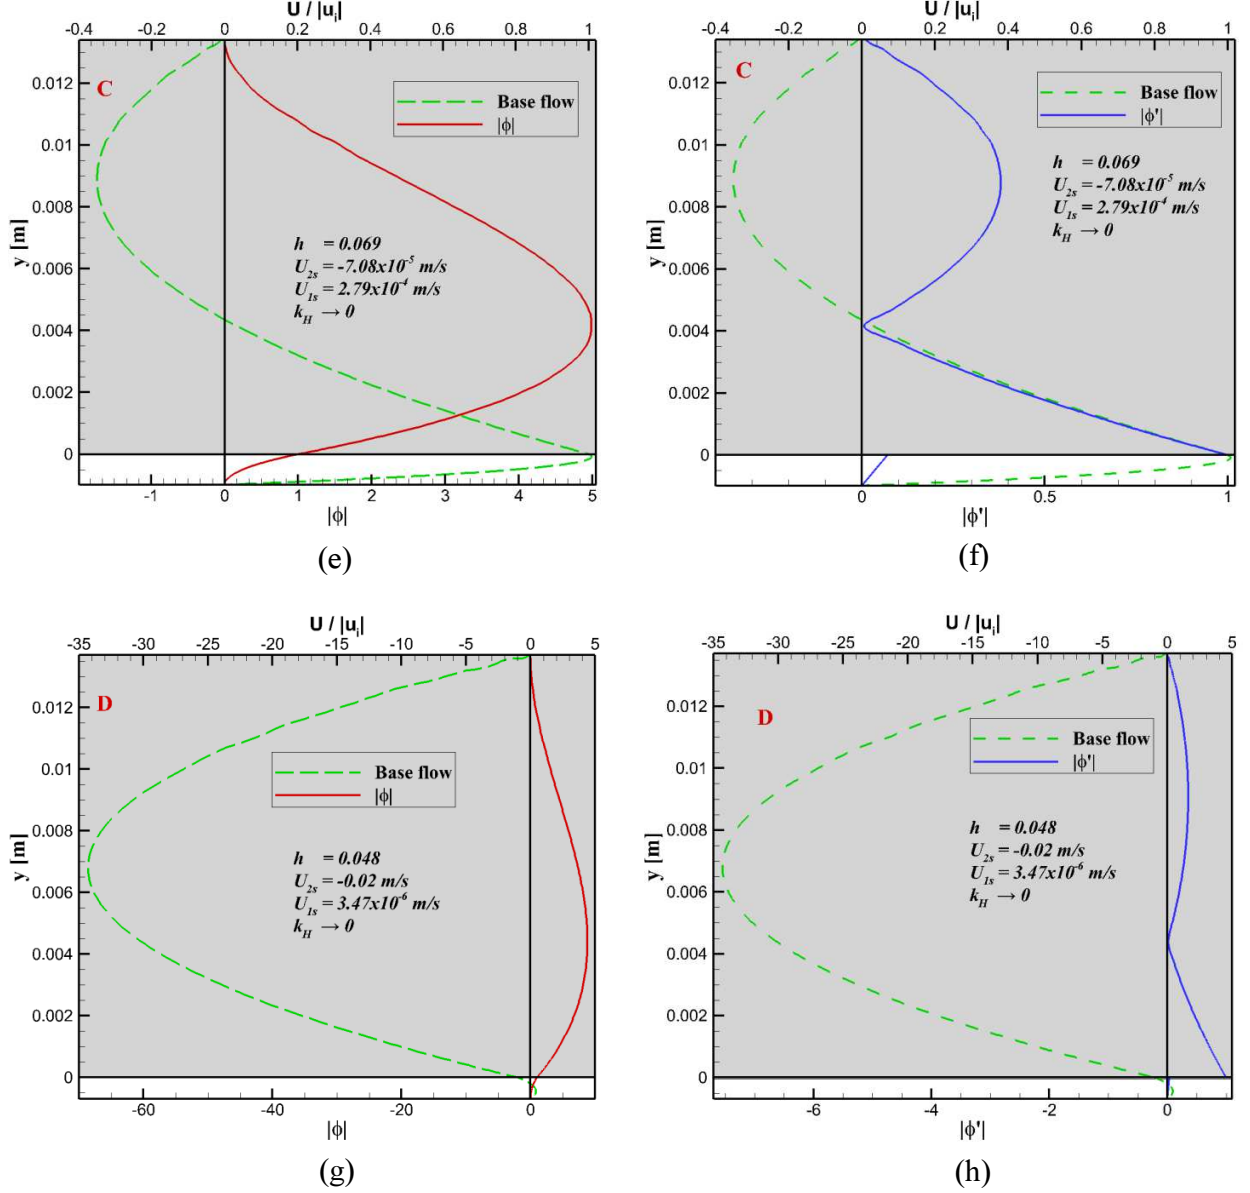 U / |u_i|
-0.4 -0.2 0 0.2 0.4 0.6 0.8 1
C
Base flow
|ϕ|
h = 0.069
U_2s = -7.08x10^-5 m/s
U_1s = 2.79x10^-4 m/s
k_H → 0
y [m]
0.012
0.01
0.008
0.006
0.004
0.002
0
-1 0 1 2 3 4 5
|ϕ|
(e)
U / |u_i|
-0.4 -0.2 0 0.2 0.4 0.6 0.8 1
C
Base flow
|ϕ'|
h = 0.069
U_2s = -7.08x10^-5 m/s
U_1s = 2.79x10^-4 m/s
k_H → 0
y [m]
0.012
0.01
0.008
0.006
0.004
0.002
0
0 0.5 1
|ϕ'|
(f)
U / |u_i|
-35 -30 -25 -20 -15 -10 -5 0 5
D
Base flow
|ϕ|
h = 0.048
U_2s = -0.02 m/s
U_1s = 3.47x10^-6 m/s
k_H → 0
y [m]
0.012
0.01
0.008
0.006
0.004
0.002
0
-60 -40 -20 0
|ϕ|
(g)
U / |u_i|
-35 -30 -25 -20 -15 -10 -5 0 5
D
Base flow
|ϕ'|
h = 0.048
U_2s = -0.02 m/s
U_1s = 3.47x10^-6 m/s
k_H → 0
y [m]
0.012
0.01
0.008
0.006
0.004
0.002
0
-6 -4 -2 0
|ϕ'|
(h)